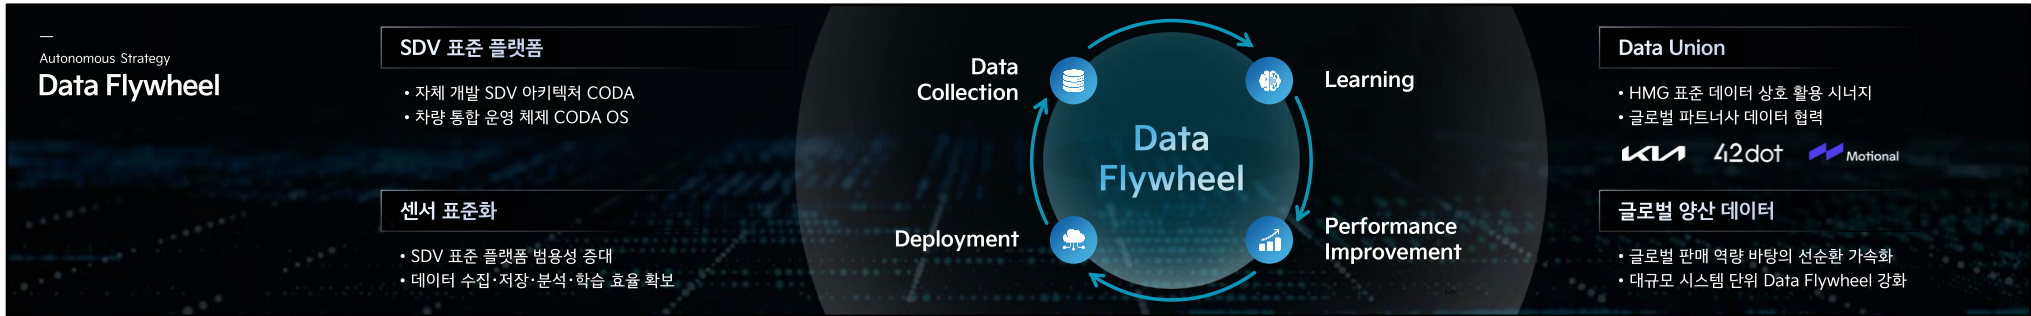 Autonomous Strategy
Data Flywheel
SDV 표준 플랫폼
• 자체 개발 SDV 아키텍처 CODA
• 차량 통합 운영 체제 CODA OS
센서 표준화
• SDV 표준 플랫폼 범용성 증대
• 데이터 수집·저장·분석·학습 효율 확보
Data
Collection
Learning
Data
Flywheel
Deployment
Performance
Improvement
Data Union
• HMG 표준 데이터 상호 활용 시너지
• 글로벌 파트너사 데이터 협력
KIA 42dot Motional
글로벌 양산 데이터
• 글로벌 판매 역량 바탕의 선순환 가속화
• 대규모 시스템 단위 Data Flywheel 강화